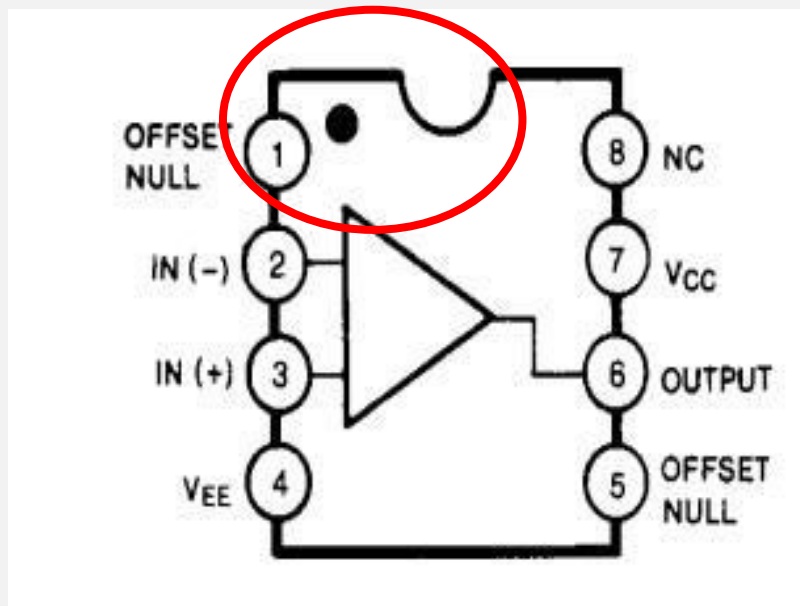 OFFSET
NULL
1
8
NC
IN (-)
2
7
VCC
IN (+)
3
6
OUTPUT
VEE
4
5
OFFSET
NULL